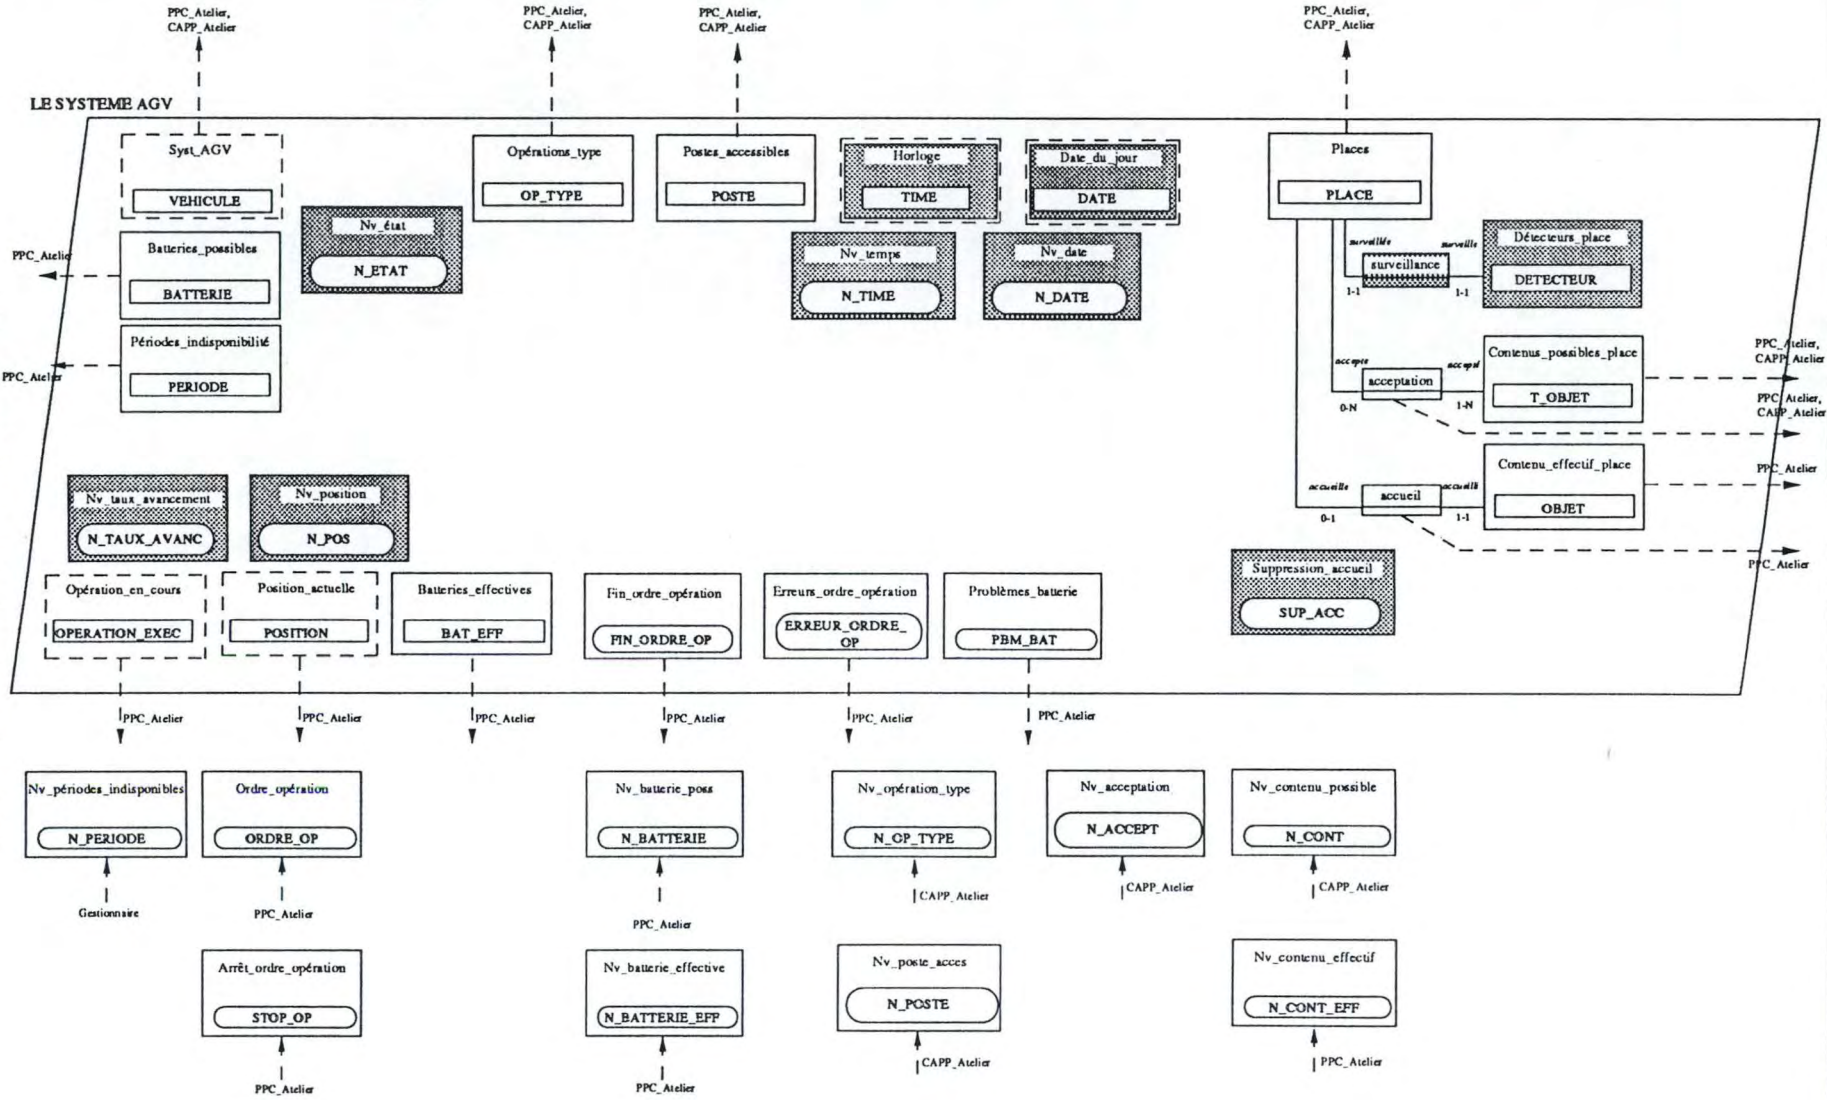 PPC_Atelier,
CAPP_Atelier
PPC_Atelier,
CAPP_Atelier
PPC_Atelier,
CAPP_Atelier
PPC_Atelier,
CAPP_Atelier
LE SYSTEME AGV
Syst_AGV
VEHICULE
Opérations_type
OP_TYPE
Postes_accessibles
POSTE
Horloge
TIME
Date_du_jour
DATE
Places
PLACE
Nv_état
N_ETAT
Batteries_possibles
BATTERIE
PPC_Atelier
Nv_temps
N_TIME
Nv_date
N_DATE
surveillée
surveille
surveillance
1-1
1-1
Détecteurs_place
DETECTEUR
Périodes_indisponibilité
PERIODE
PPC_Atelier
accepte
accepté
acceptation
0-N
1-N
Contenus_possibles_place
T_OBJET
PPC_Atelier,
CAPP_Atelier
PPC_Atelier,
CAPP_Atelier
accueille
accueilli
accueil
0-1
1-1
Contenu_effectif_place
OBJET
PPC_Atelier
PPC_Atelier
Nv_taux_avancement
N_TAUX_AVANC
Nv_position
N_POS
Suppression_accueil
SUP_ACC
Opération_en_cours
OPERATION_EXEC
Position_actuelle
POSITION
Batteries_effectives
BAT_EFF
Fin_ordre_opération
FIN_ORDRE_OP
Erreurs_ordre_opération
ERREUR_ORDRE_
OP
Problèmes_batterie
PBM_BAT
PPC_Atelier
PPC_Atelier
PPC_Atelier
PPC_Atelier
PPC_Atelier
PPC_Atelier
Nv_périodes_indisponibles
N_PERIODE
Gestionnaire
Ordre_opération
ORDRE_OP
PPC_Atelier
Nv_batterie_poss
N_BATTERIE
PPC_Atelier
Nv_opération_type
N_OP_TYPE
CAPP_Atelier
Nv_acceptation
N_ACCEPT
CAPP_Atelier
Nv_contenu_possible
N_CONT
CAPP_Atelier
Arrêt_ordre_opération
STOP_OP
PPC_Atelier
Nv_batterie_effective
N_BATTERIE_EFF
PPC_Atelier
Nv_poste_acces
N_POSTE
CAPP_Atelier
Nv_contenu_effectif
N_CONT_EFF
PPC_Atelier